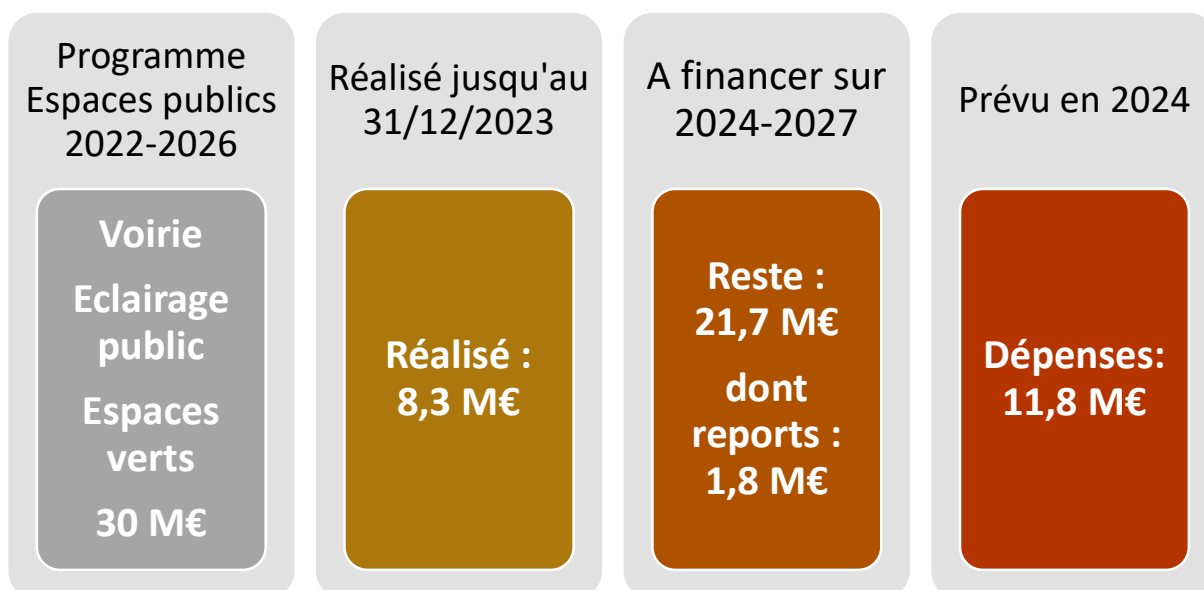 Programme
Espaces publics
2022-2026
Voirie
Eclairage
public
Espaces
verts
30 M€
Réalisé jusqu'au
31/12/2023
Réalisé :
8,3 M€
A financer sur
2024-2027
Reste :
21,7 M€
dont
reports :
1,8 M€
Prévu en 2024
Dépenses:
11,8 M€